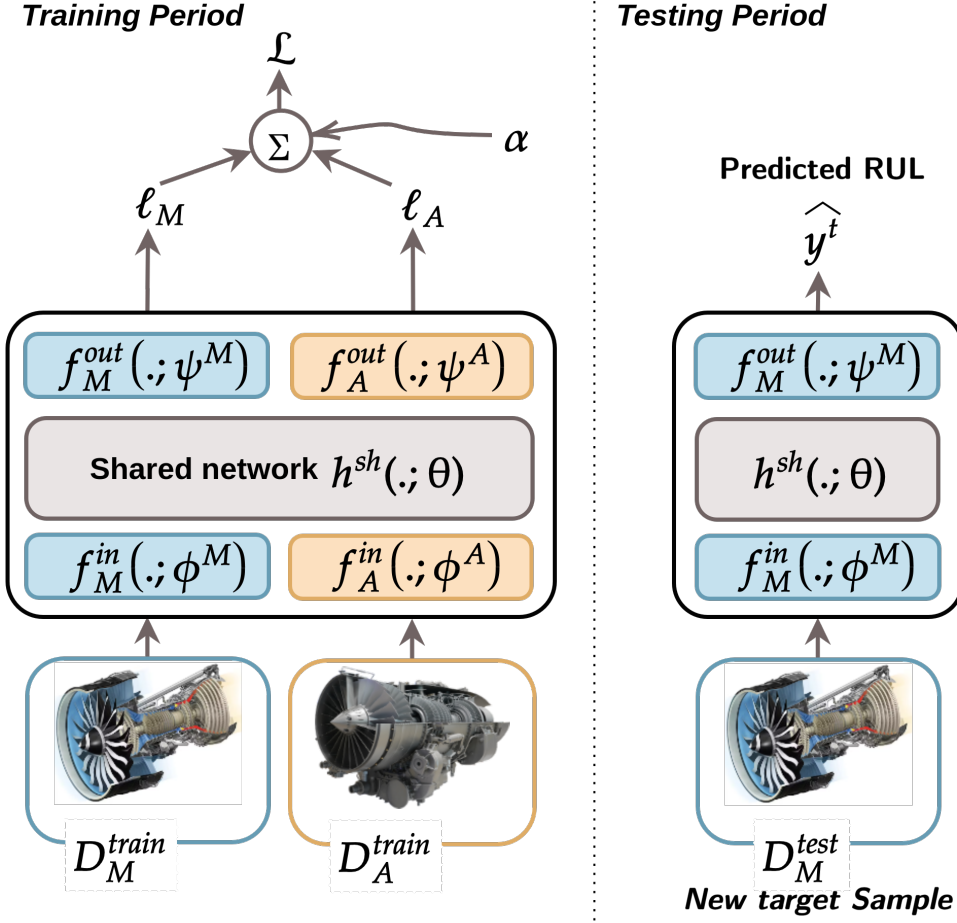 Training Period
Testing Period
ℒ
Σ
α
ℓ_M
ℓ_A
Predicted RUL
\widehat{y^t}
f_M^{out}(.; ψ^M)
f_A^{out}(.; ψ^A)
f_M^{out}(.; ψ^M)
Shared network h^{sh}(.; θ)
h^{sh}(.; θ)
f_M^{in}(.; ϕ^M)
f_A^{in}(.; ϕ^A)
f_M^{in}(.; ϕ^M)
D_M^{train}
D_A^{train}
D_M^{test}
New target Sample